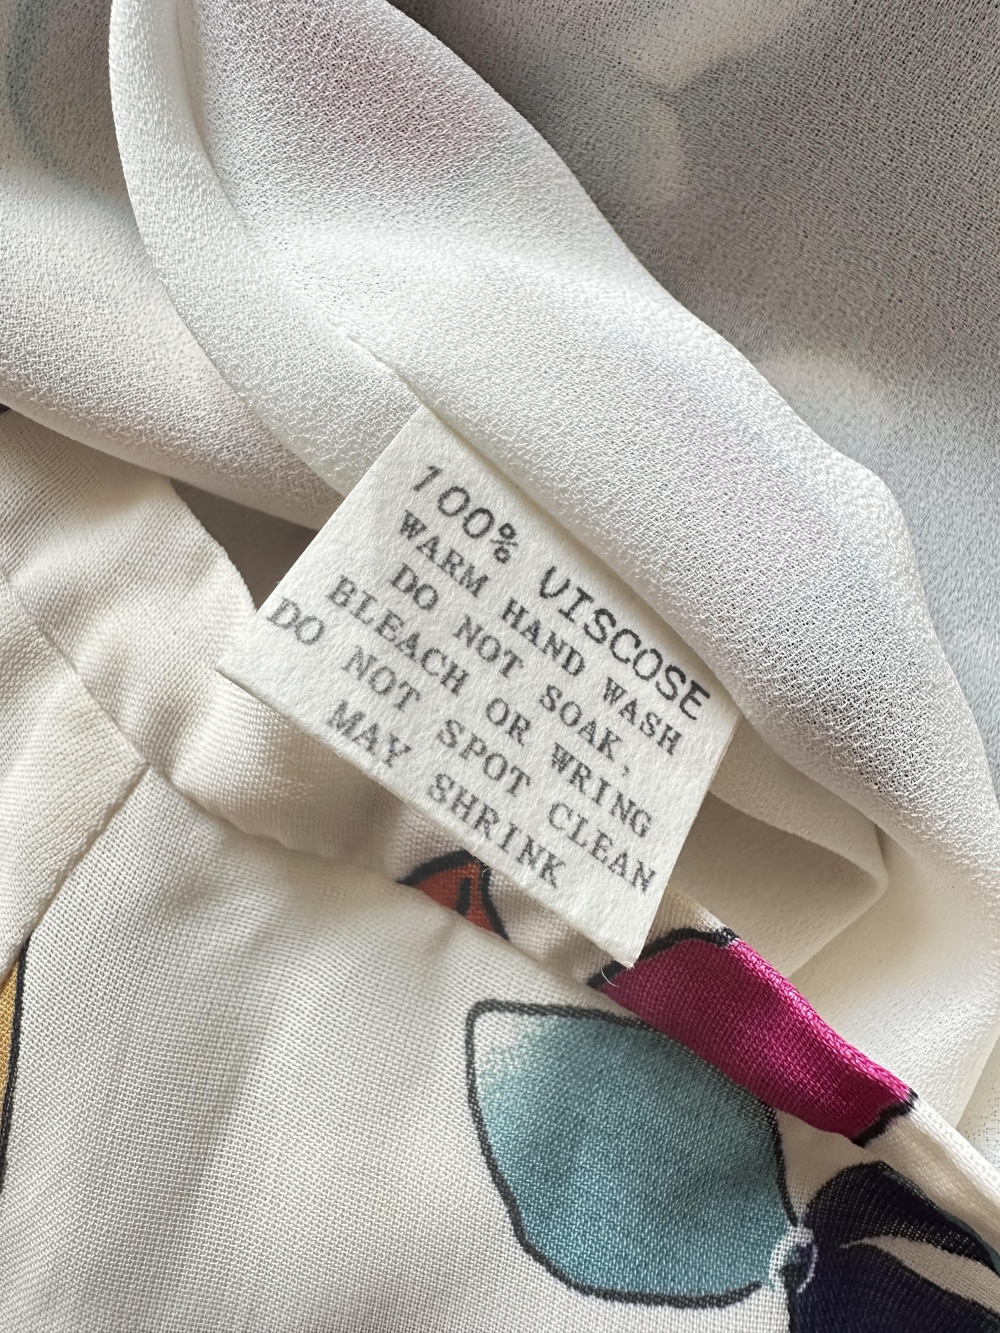 100% VISCOSE
WARM HAND WASH
DO NOT SOAK,
BLEACH OR WRING
DO NOT SPOT CLEAN
MAY SHRINK